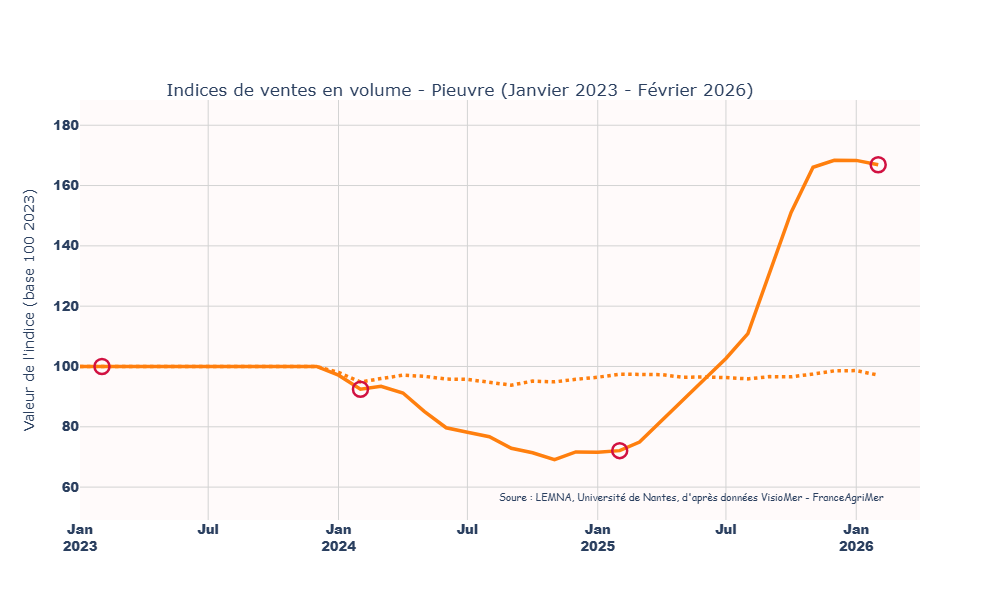 Indices de ventes en volume - Pieuvre (Janvier 2023 - Février 2026)
Valeur de l'indice (base 100 2023)
180
160
140
120
100
80
60
Soure : LEMNA, Université de Nantes, d'après données VisioMer - FranceAgriMer
Jan Jul Jan Jul Jan Jul Jan
2023 2024 2025 2026